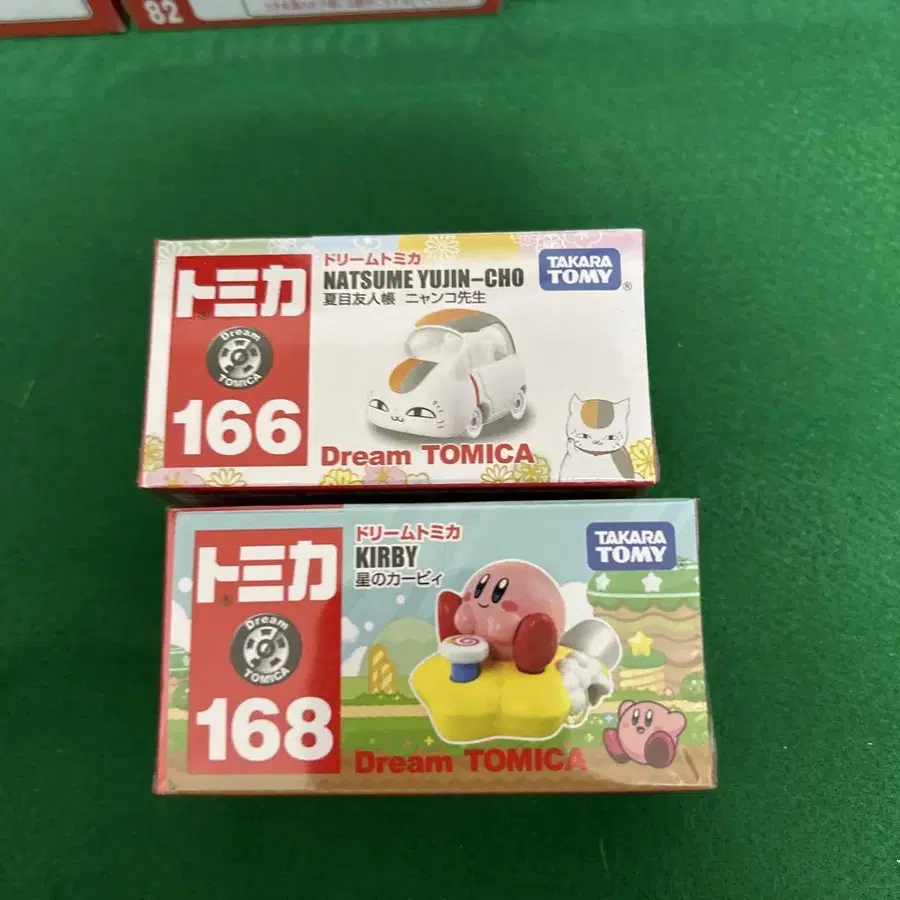 82
ドリームトミカ
NATSUME YUJIN-CHO
夏目友人帳 ニャンコ先生
TAKARA
TOMY
®
トミカ
®
Dream
TOMICA
166
Dream TOMICA
ドリームトミカ
KIRBY
星のカービィ
TAKARA
TOMY
トミカ
®
Dream
TOMICA
168
Dream TOMICA